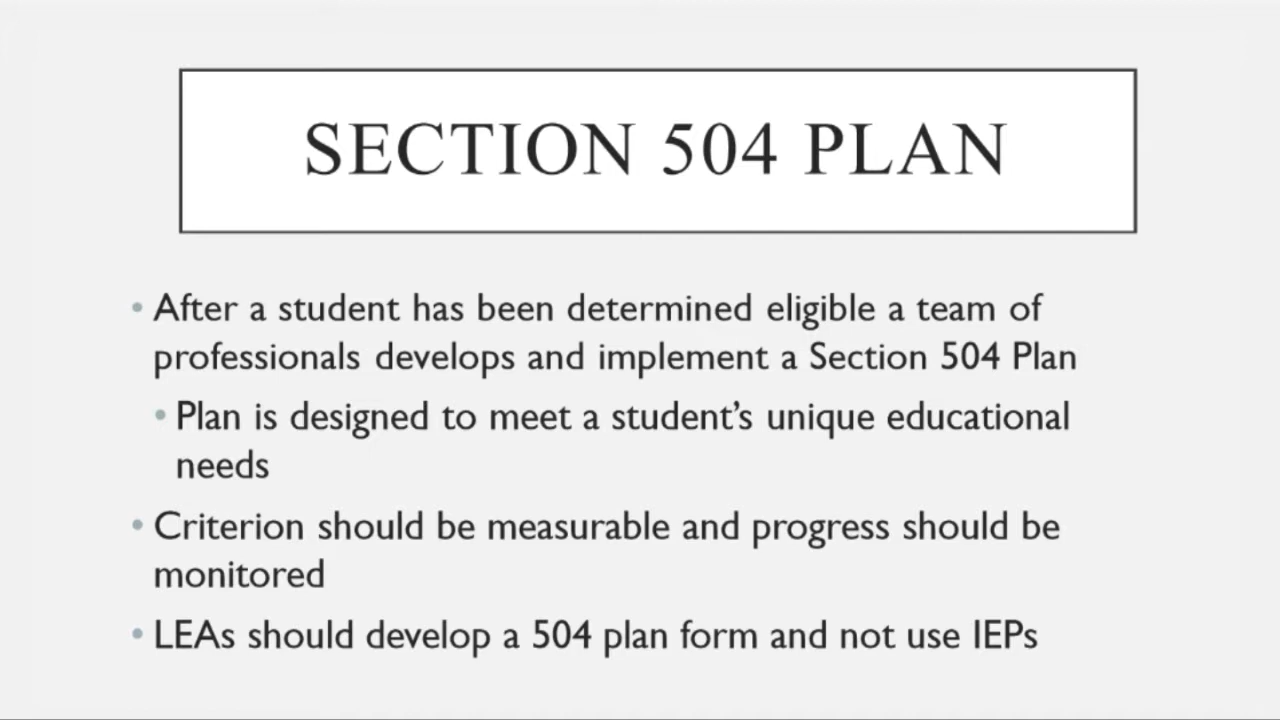 SECTION 504 PLAN
• After a student has been determined eligible a team of
professionals develops and implement a Section 504 Plan
• Plan is designed to meet a student’s unique educational
needs
• Criterion should be measurable and progress should be
monitored
• LEAs should develop a 504 plan form and not use IEPs